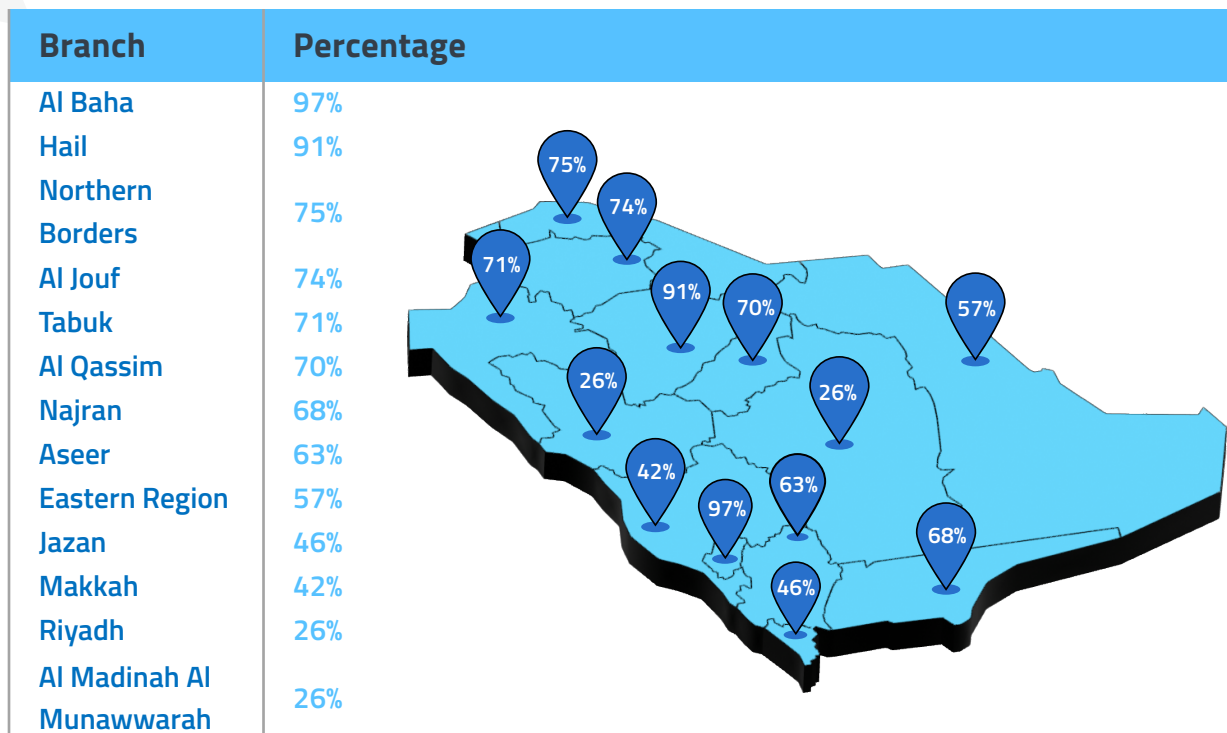 Branch Percentage
Al Baha 97%
Hail 91%
Northern
Borders 75%
Al Jouf 74%
Tabuk 71%
Al Qassim 70%
Najran 68%
Aseer 63%
Eastern Region 57%
Jazan 46%
Makkah 42%
Riyadh 26%
Al Madinah Al
Munawwarah 26%
75%
74%
71%
91%
70%
57%
26%
26%
42%
63%
97%
68%
46%